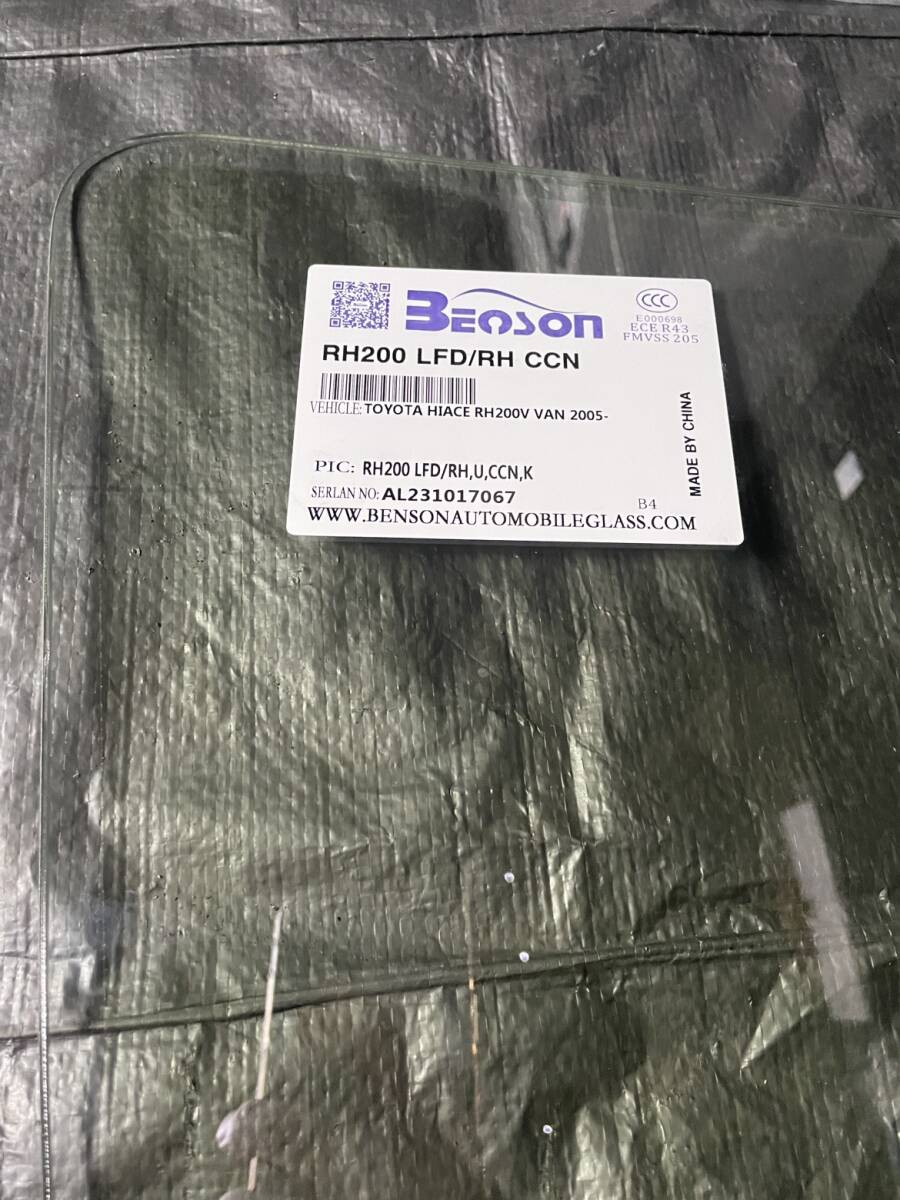 BENSON
CCC
E000698
ECE R43
FMVSS 205
RH200 LFD/RH CCN
VEHICLE: TOYOTA HIACE RH200V VAN 2005-
MADE BY CHINA
PIC: RH200 LFD/RH,U,CCN,K
SERLAN NO: AL231017067
B4
WWW.BENSONAUTOMOBILEGLASS.COM